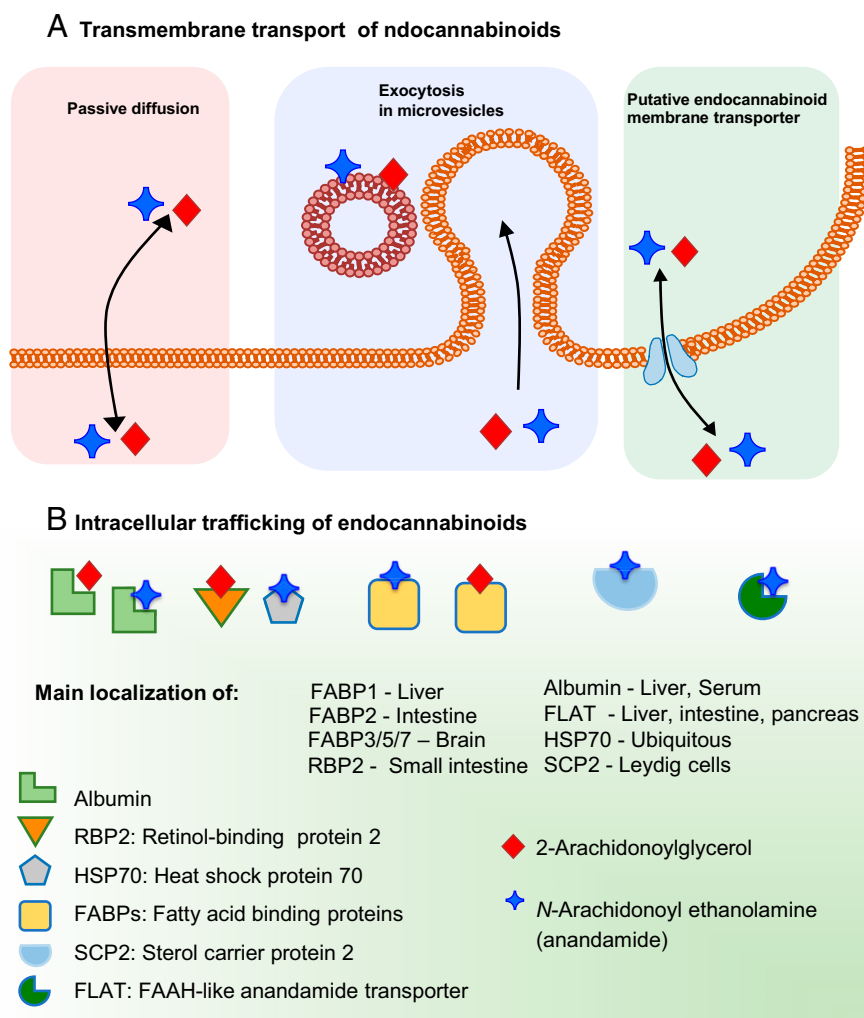 A Transmembrane transport of ndocannabinoids
Passive diffusion
Exocytosis
in microvesicles
Putative endocannabinoid
membrane transporter
B Intracellular trafficking of endocannabinoids
Main localization of:
FABP1 - Liver
FABP2 - Intestine
FABP3/5/7 – Brain
RBP2 - Small intestine
Albumin - Liver, Serum
FLAT - Liver, intestine, pancreas
HSP70 - Ubiquitous
SCP2 - Leydig cells
Albumin
RBP2: Retinol-binding protein 2
HSP70: Heat shock protein 70
FABPs: Fatty acid binding proteins
SCP2: Sterol carrier protein 2
FLAT: FAAH-like anandamide transporter
2-Arachidonoylglycerol
N-Arachidonoyl ethanolamine
(anandamide)